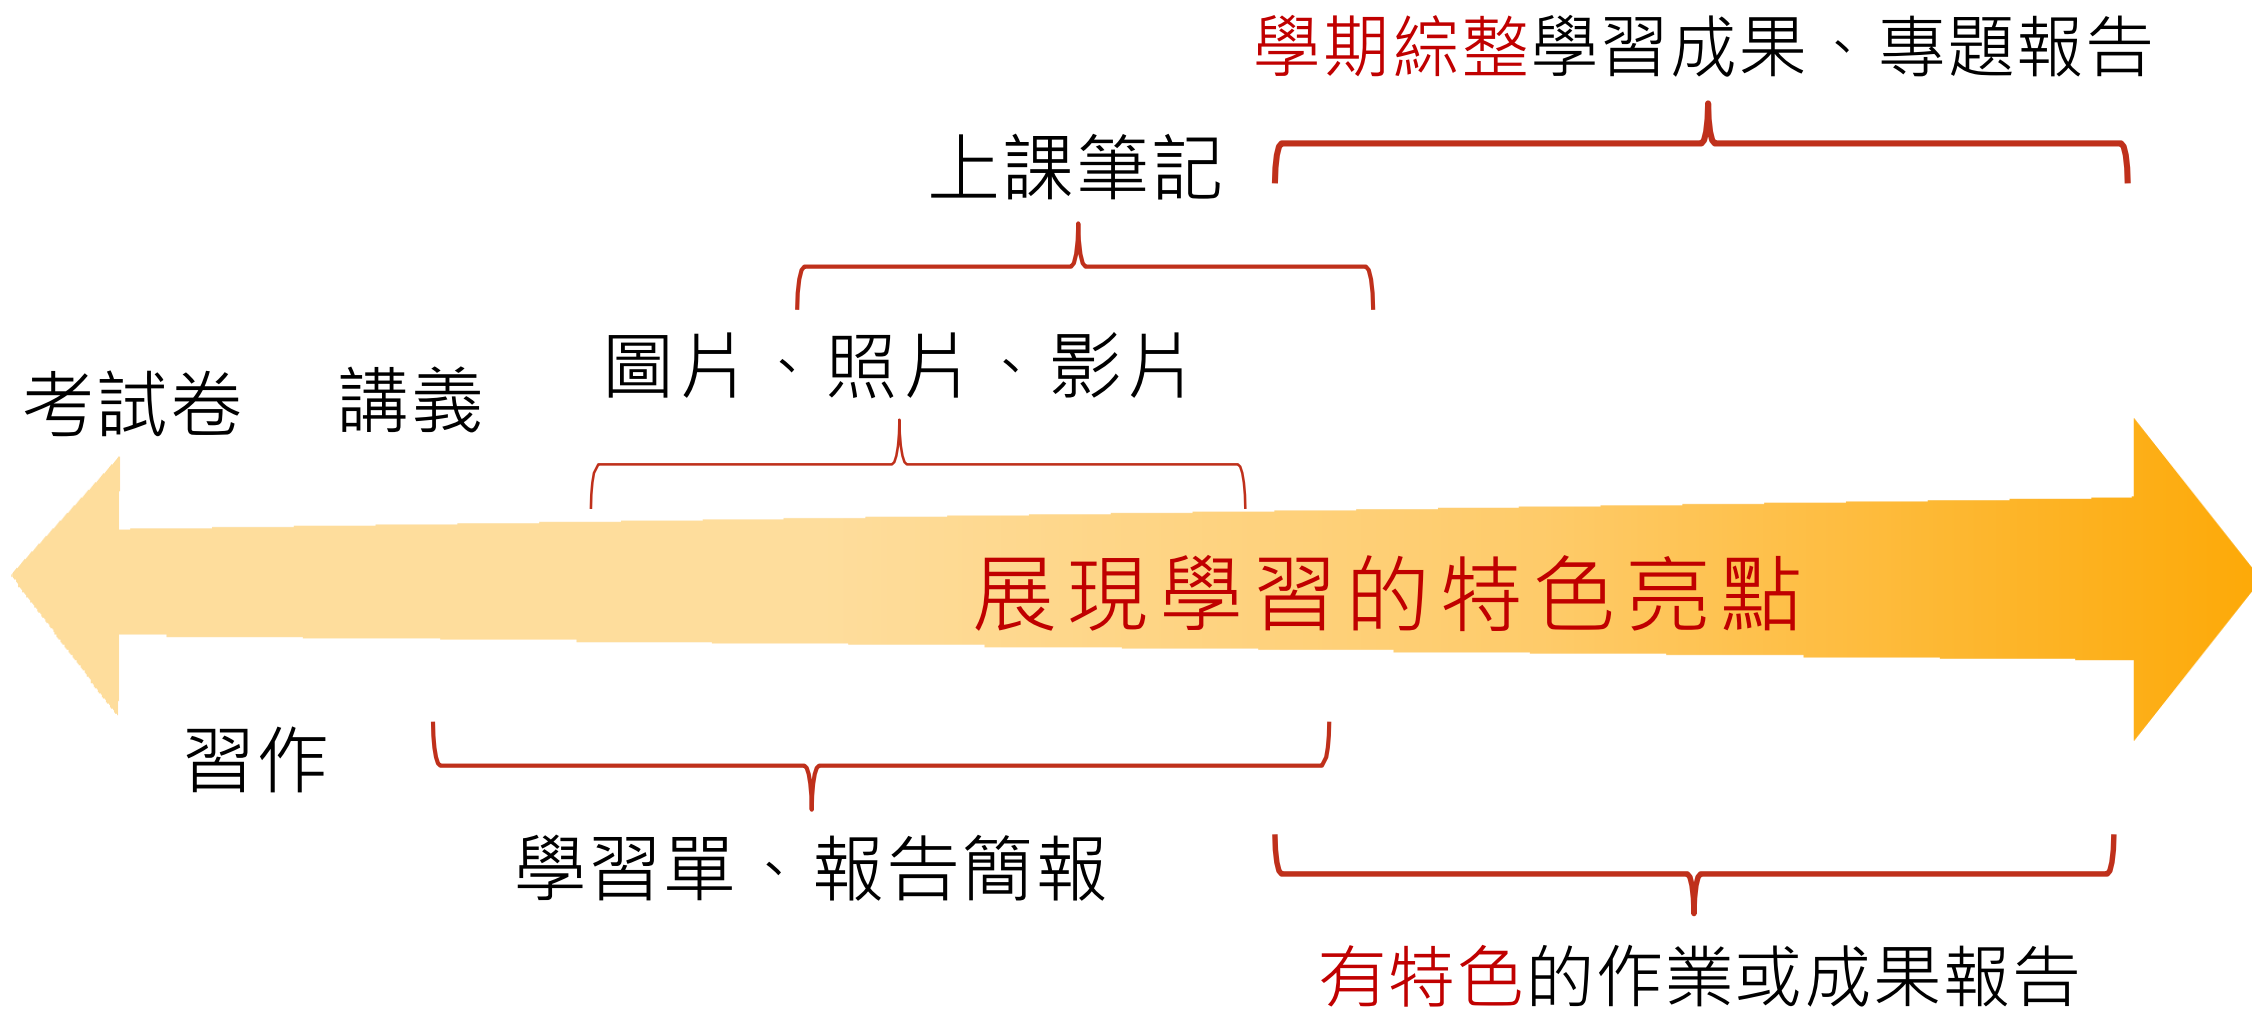 學期綜整學習成果、專題報告
上課筆記
圖片、照片、影片
考試卷
講義
展現學習的特色亮點
習作
學習單、報告簡報
有特色的作業或成果報告